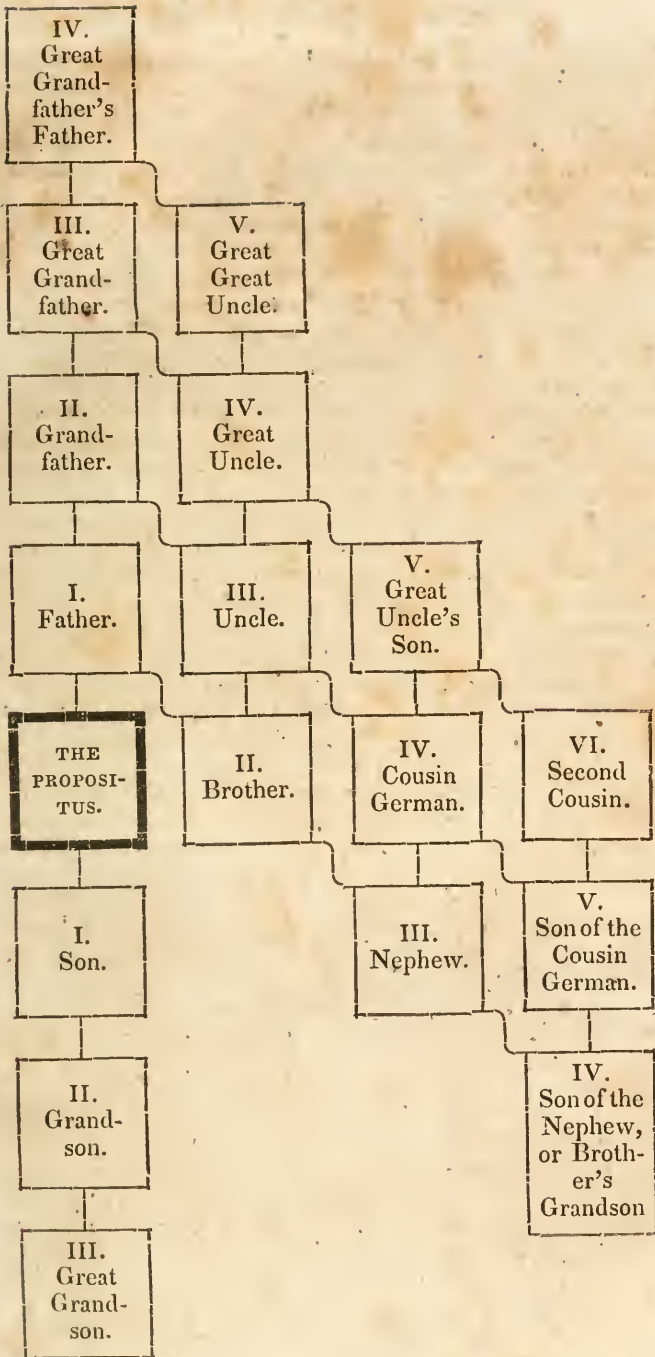 IV.
Great
Grand-
father's
Father.
III.
Great
Grand-
father.
V.
Great
Great
Uncle.
II.
Grand-
father.
IV.
Great
Uncle.
I.
Father.
III.
Uncle.
V.
Great
Uncle's
Son.
THE
PROPOSI-
TUS.
II.
Brother.
IV.
Cousin
German.
VI.
Second
Cousin.
I.
Son.
III.
Nephew.
V.
Son of the
Cousin
German.
II.
Grand-
son.
IV.
Son of the
Nephew,
or Broth-
er's
Grandson
III.
Great
Grand-
son.